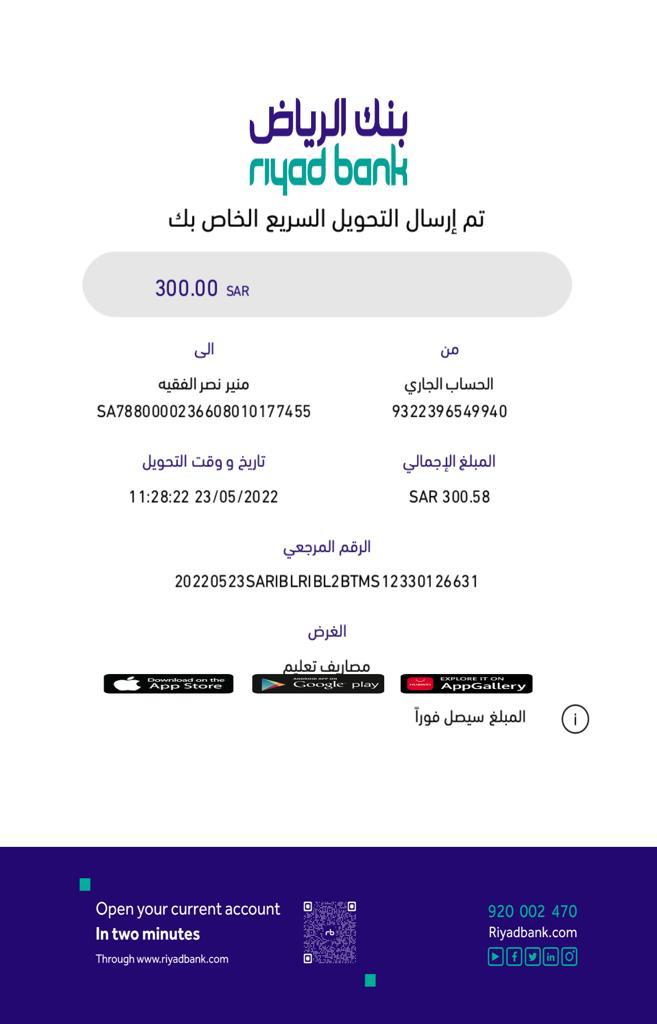 بنك الرياض
riyad bank
تم إرسال التحويل السريع الخاص بك
300.00 SAR
من
الحساب الجاري
9322396549940
الى
منير نصر الفقيه
SA7880000236608010177455
المبلغ الإجمالي
SAR 300.58
تاريخ و وقت التحويل
11:28:22 23/05/2022
الرقم المرجعي
20220523SARIBLRIBL2BTMS12330126631
الغرض
مصاريف تعليم
Download on the
App Store
ANDROID APP ON
Google play
HUAWEI
EXPLORE IT ON
AppGallery
المبلغ سيصل فوراً
i
Open your current account
In two minutes
Through www.riyadbank.com
rb
920 002 470
Riyadbank.com